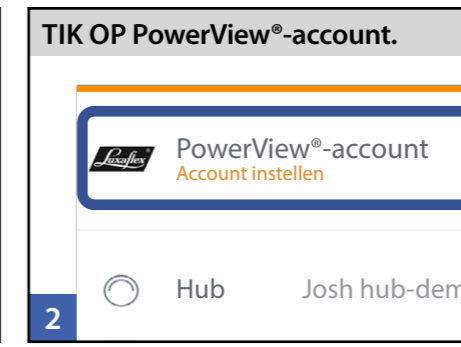 TIK OP PowerView®-account.
Luxaflex®
PowerView®-account
Account instellen
Hub Josh hub-dem
2